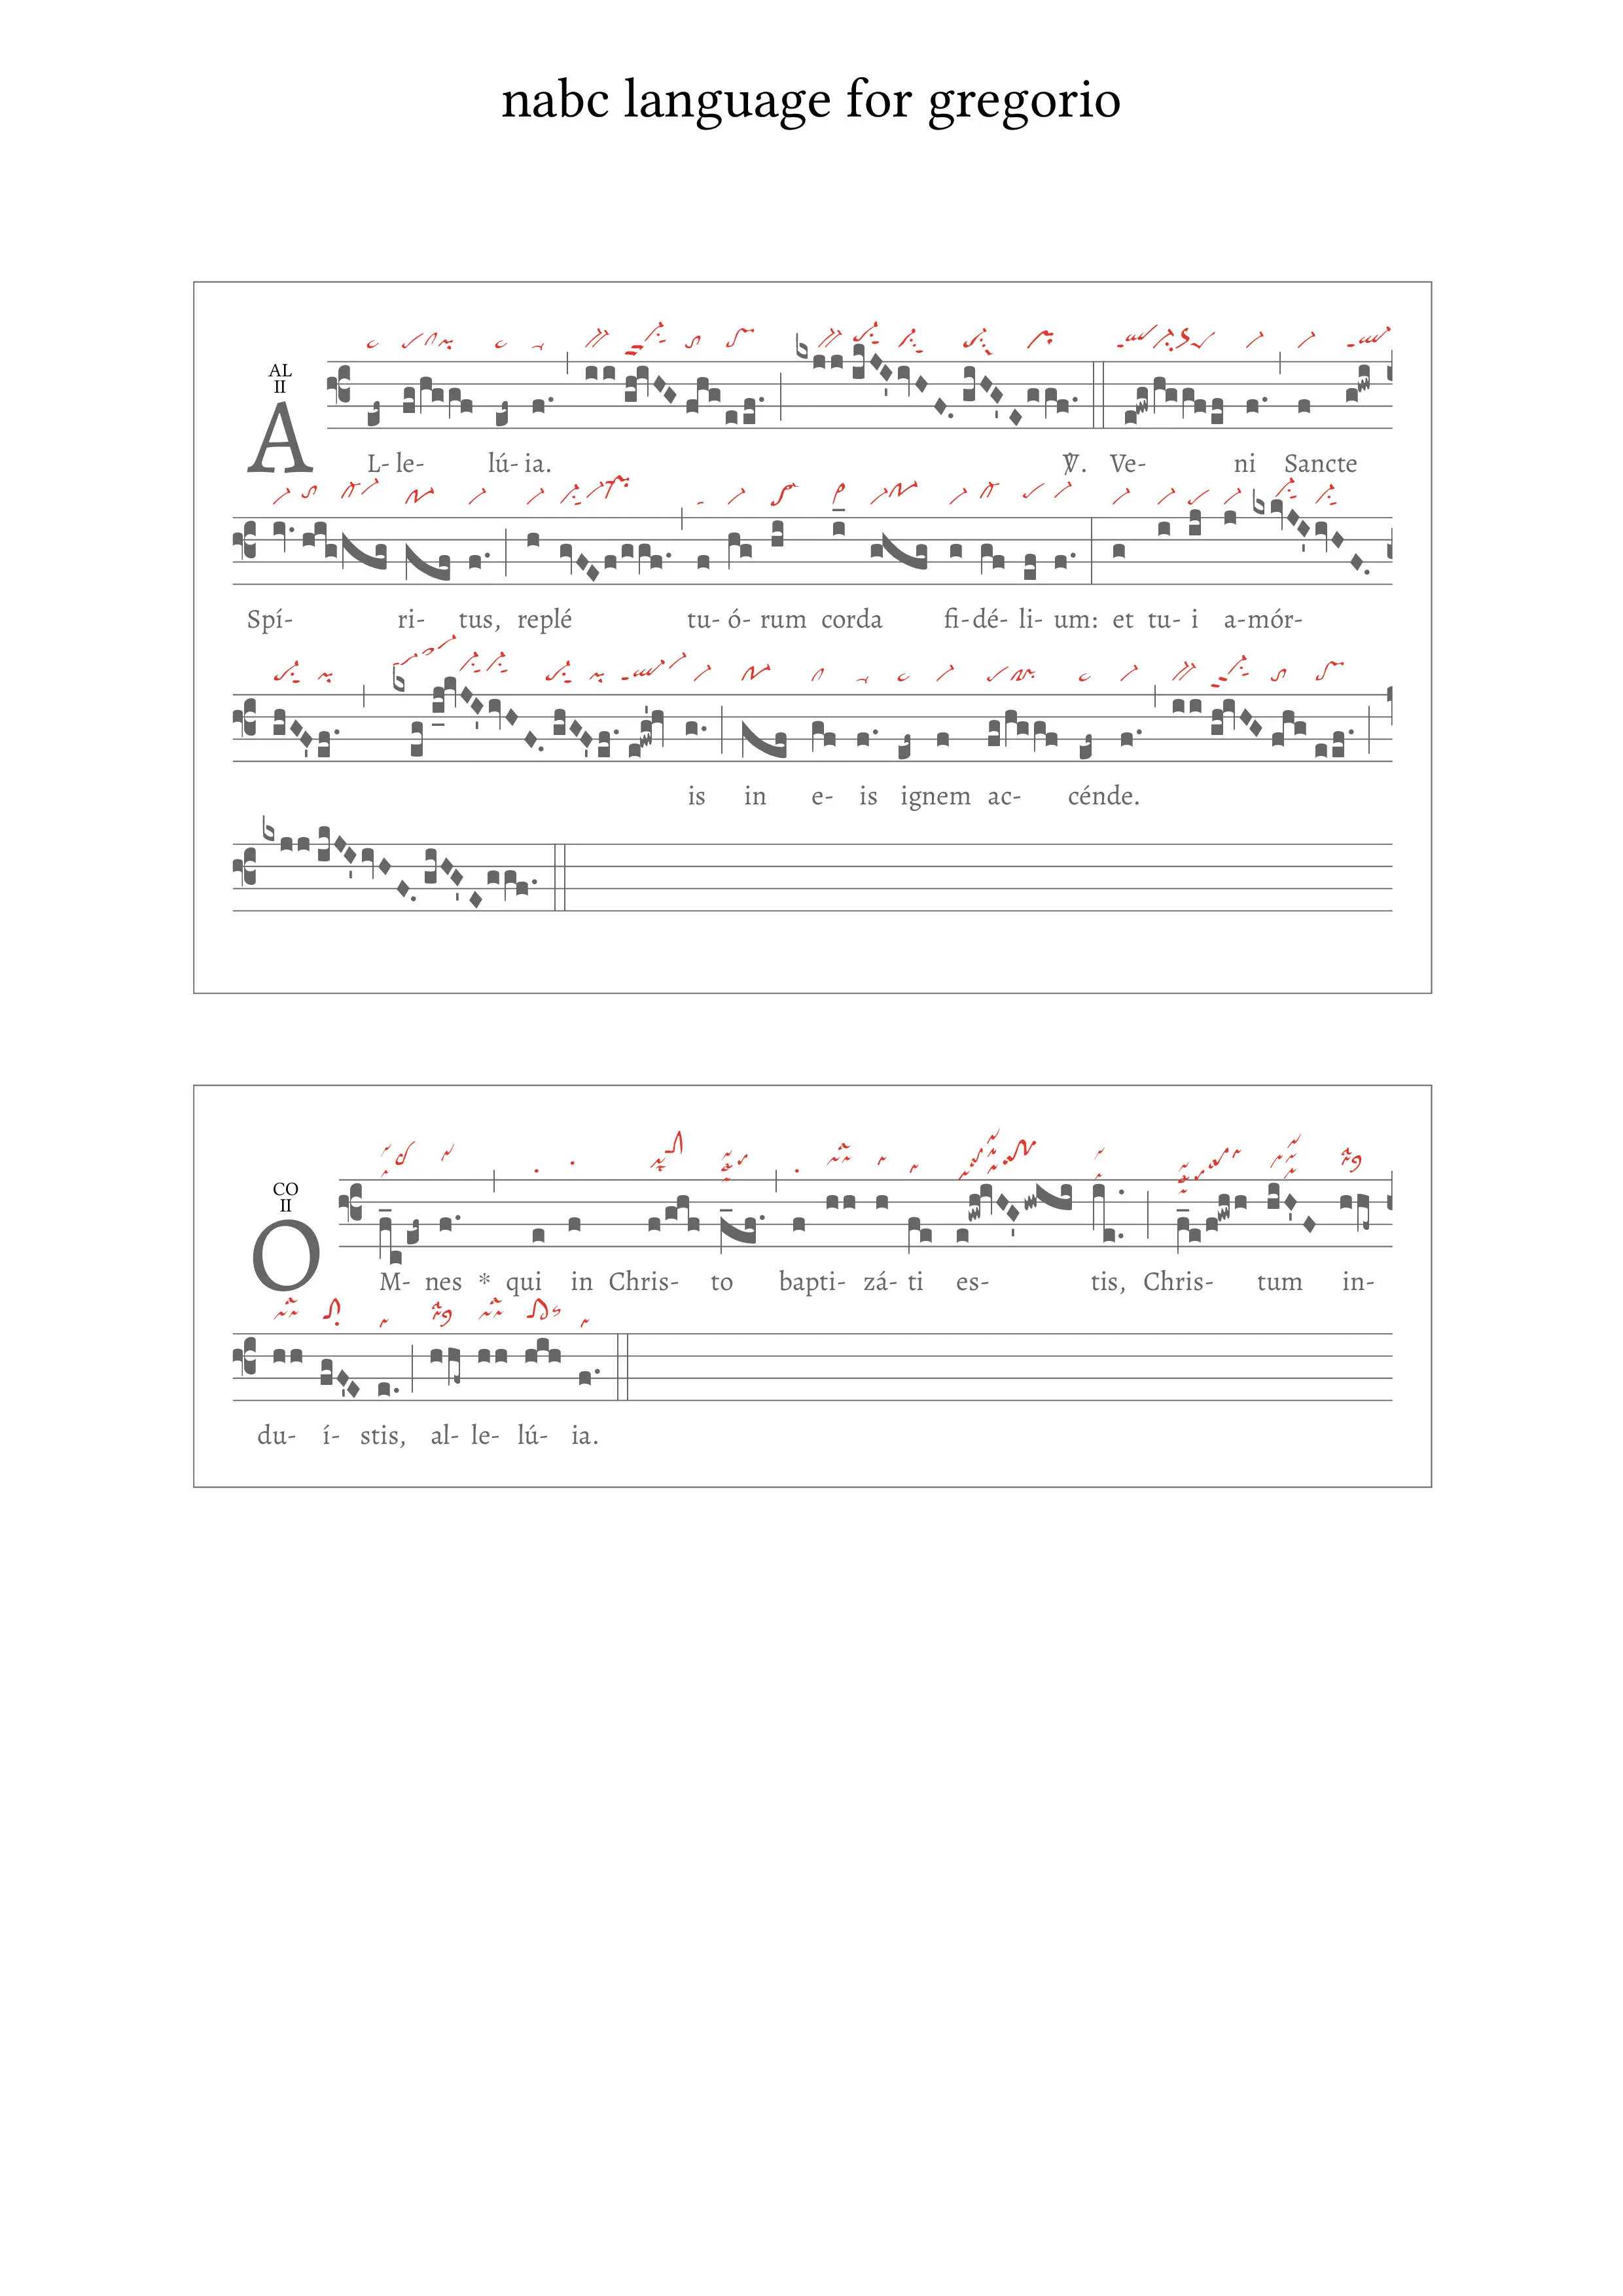 nabc language for gregorio
AL
II
AL- le- lú- ia. ℣. Ve- ni Sancte
Spí- ri- tus, replé tu- ó- rum corda fi- dé- li- um: et tu- i a- mór-
is in e- is ignem ac- cénde.
CO
II
OM- nes * qui in Chris- to bapti- zá- ti es- tis, Chris- tum in-
du- í- stis, al- le- lú- ia.